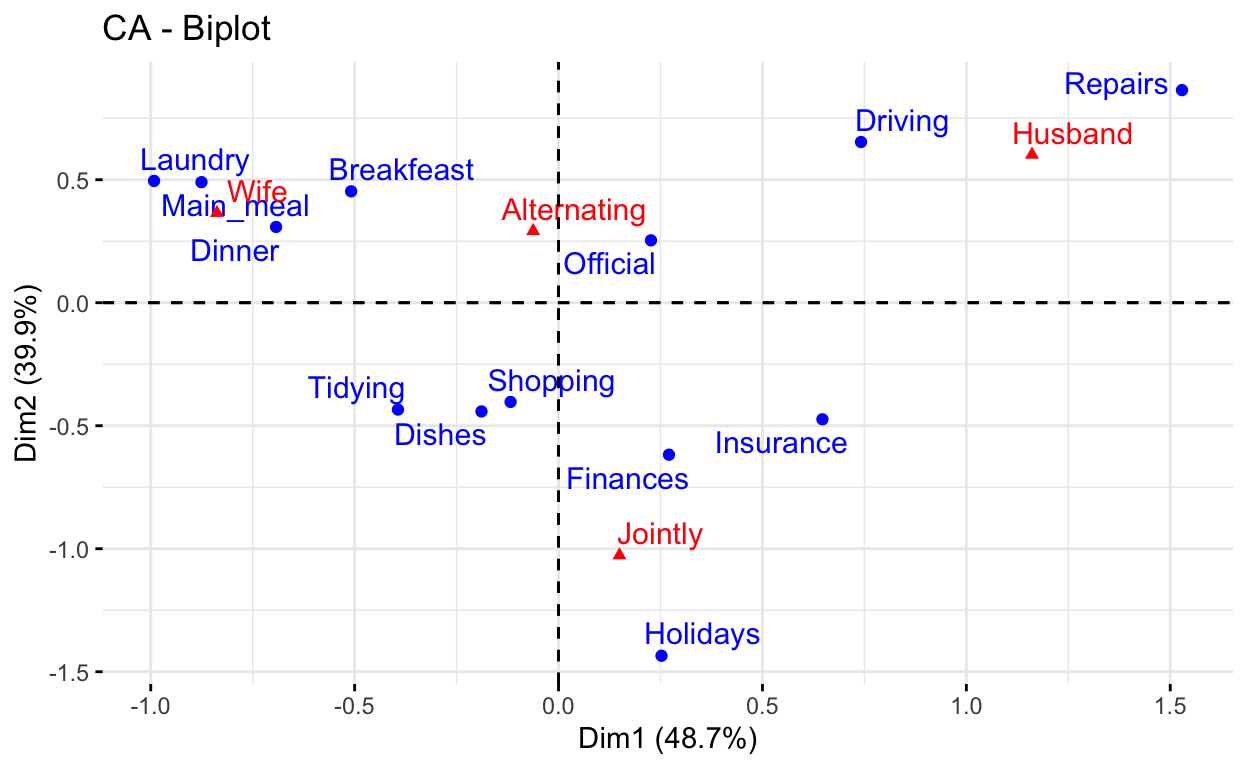 CA - Biplot
Repairs
Driving
Husband
Laundry
Breakfeast
Wife
Main_meal
Alternating
Dinner
Official
Tidying
Shopping
Dishes
Insurance
Finances
Jointly
Holidays
0.5
0.0
-0.5
-1.0
-1.5
Dim2 (39.9%)
-1.0
-0.5
0.0
0.5
1.0
1.5
Dim1 (48.7%)